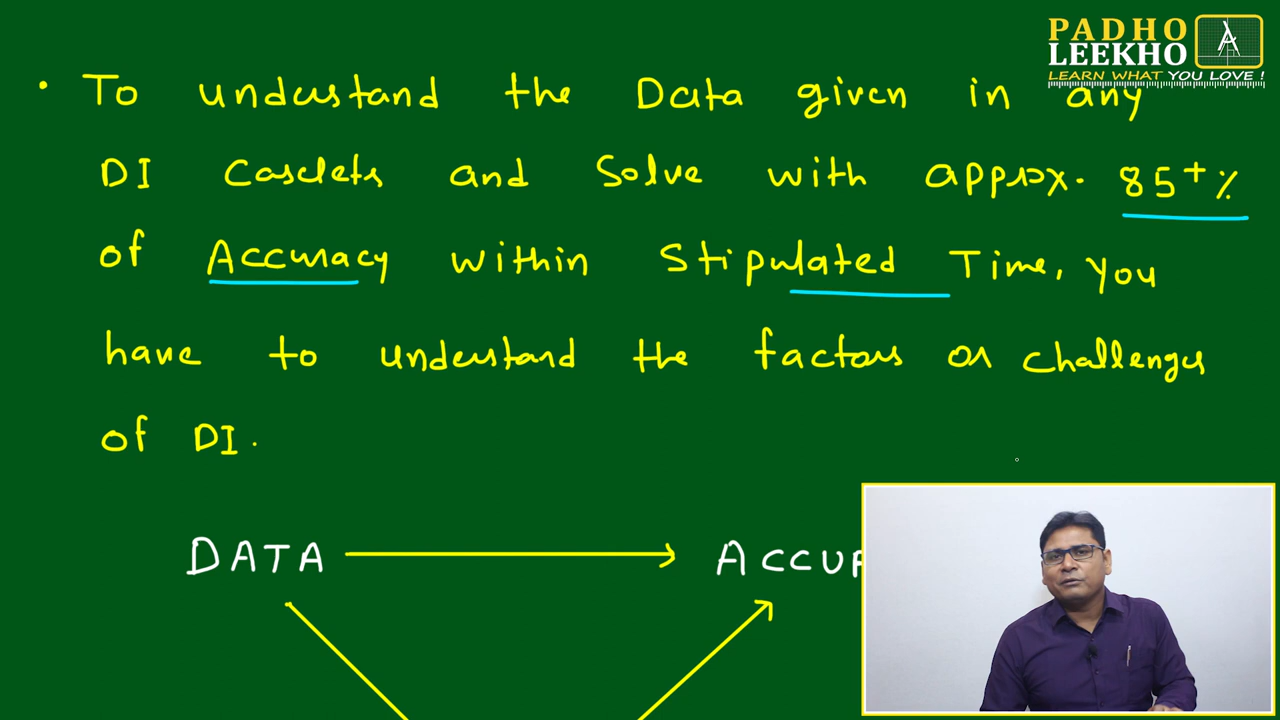 PADHO
LEEKHO
LEARN WHAT YOU LOVE !
• To understand the Data given in any
DI Caselets and Solve with approx. 85+%
of Accuracy within Stipulated Time, you
have to understand the factors or challenges
of DI.
DATA